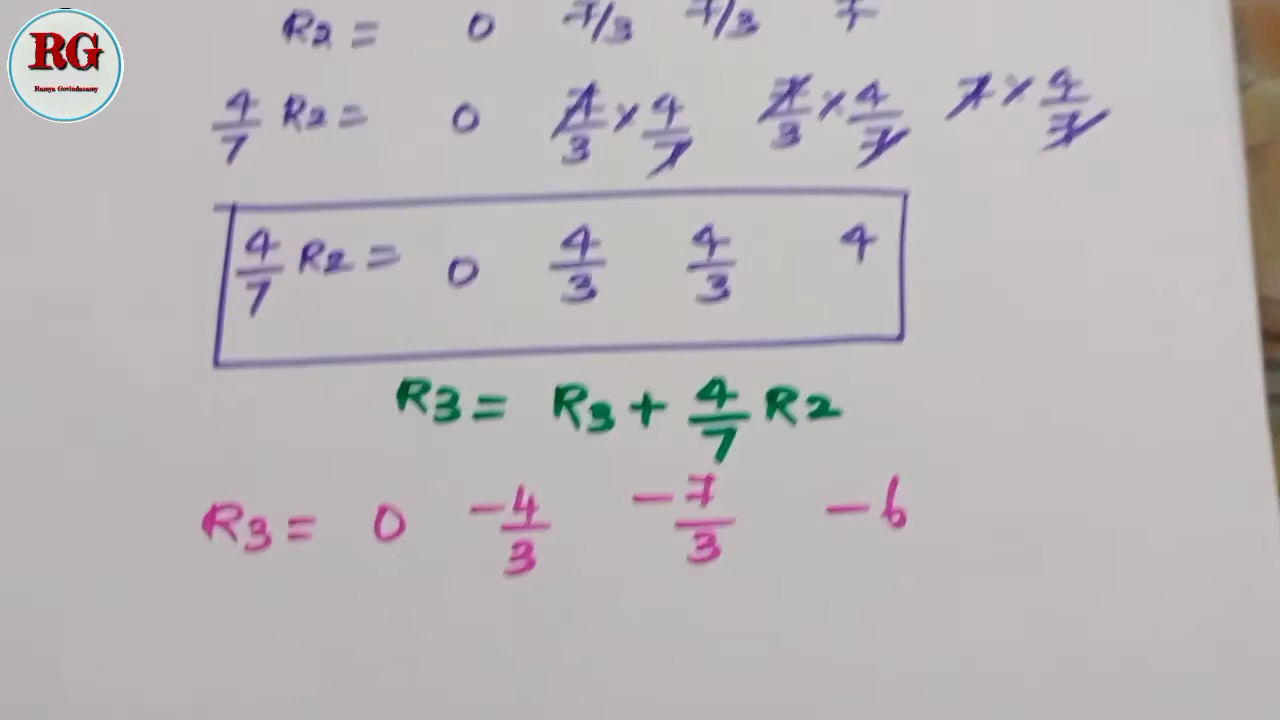 RG
Ramya Govindasamy
R2 = 0 7/3 7/3 7
4/7 R2 = 0 7/3 × 4/7 7/3 × 4/7 7 × 4/7
4/7 R2 = 0 4/3 4/3 4
R3 = R3 + 4/7 R2
R3 = 0 -4/3 -7/3 -6